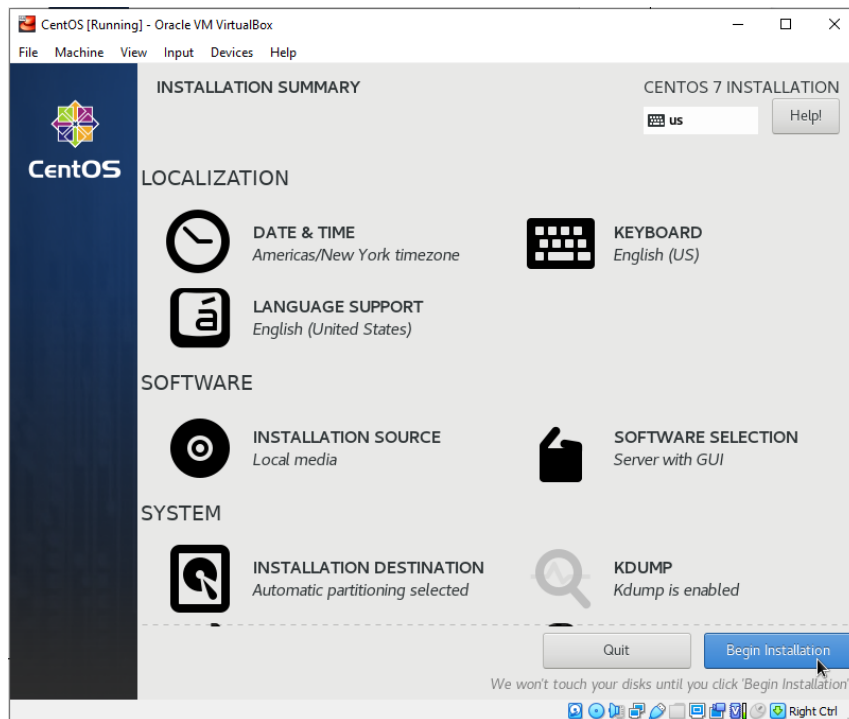 CentOS [Running] - Oracle VM VirtualBox
File Machine View Input Devices Help
INSTALLATION SUMMARY
CENTOS 7 INSTALLATION
us
Help!
CentOS
LOCALIZATION
DATE & TIME
Americas/New York timezone
KEYBOARD
English (US)
á
LANGUAGE SUPPORT
English (United States)
SOFTWARE
INSTALLATION SOURCE
Local media
SOFTWARE SELECTION
Server with GUI
SYSTEM
INSTALLATION DESTINATION
Automatic partitioning selected
KDUMP
Kdump is enabled
Quit
Begin Installation
We won't touch your disks until you click 'Begin Installation'
Right Ctrl